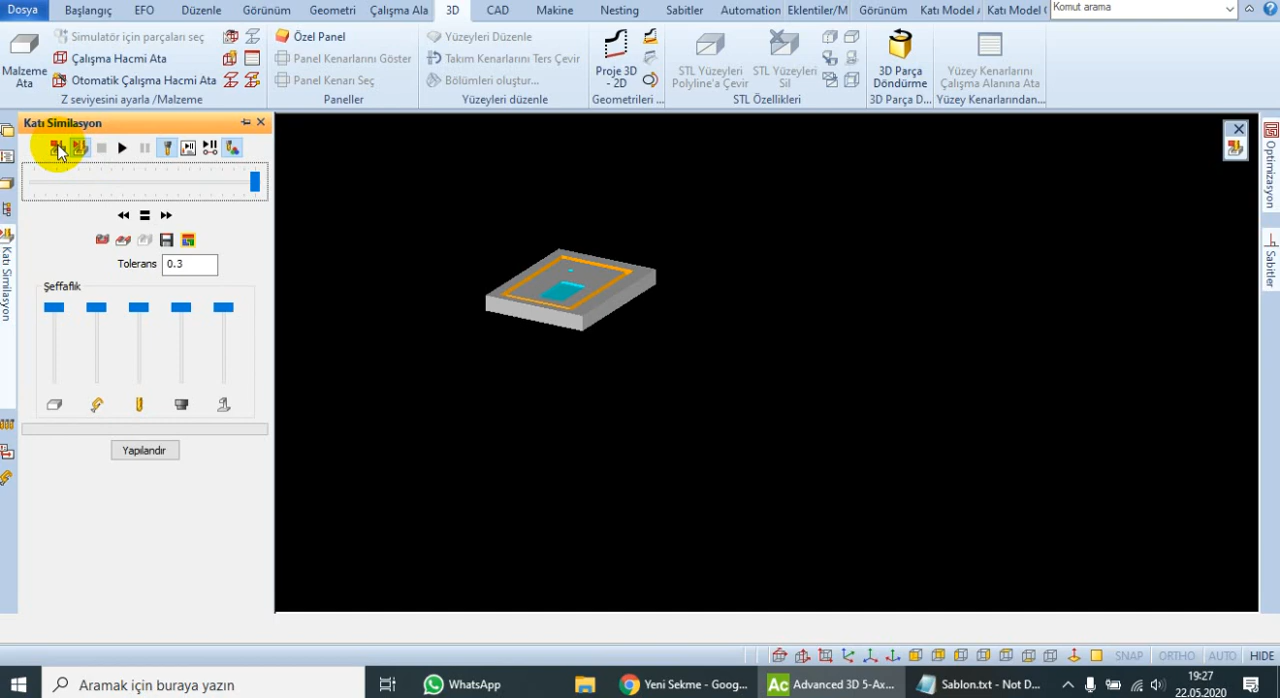 Dosya Başlangıç EFO Düzenle Görünüm Geometri Çalışma Ala 3D CAD Makine Nesting Sabitler Automation Eklentiler/M Görünüm Katı Model Katı Model Komut arama
Simulatör için parçaları seç
Çalışma Hacmi Ata
Otomatik Çalışma Hacmi Ata
Malzeme
Ata
Z seviyesini ayarla /Malzeme
Özel Panel
Panel Kenarlarını Göster
Panel Kenarı Seç
Paneller
Yüzeyleri Düzenle
Takım Kenarlarını Ters Çevir
Bölümleri oluştur...
Yüzeyleri düzenle
Proje 3D
- 2D
Geometrileri ...
STL Yüzeyleri
Polyline'a Çevir
STL Yüzeyleri
Sil
STL Özellikleri
3D Parça
Döndürme
3D Parça D...
Yüzey Kenarlarını
Çalışma Alanına Ata
Yüzey Kenarlarından...
Katı Similasyon
Tolerans 0.3
Şeffaflık
Yapılandır
Katı Similasyon
Optimizasyon
Sabitler
SNAP ORTHO AUTO HIDE
Aramak için buraya yazın
WhatsApp
Yeni Sekme - Goog...
Ac Advanced 3D 5-Ax...
Sablon.txt - Not D...
19:27
22.05.2020